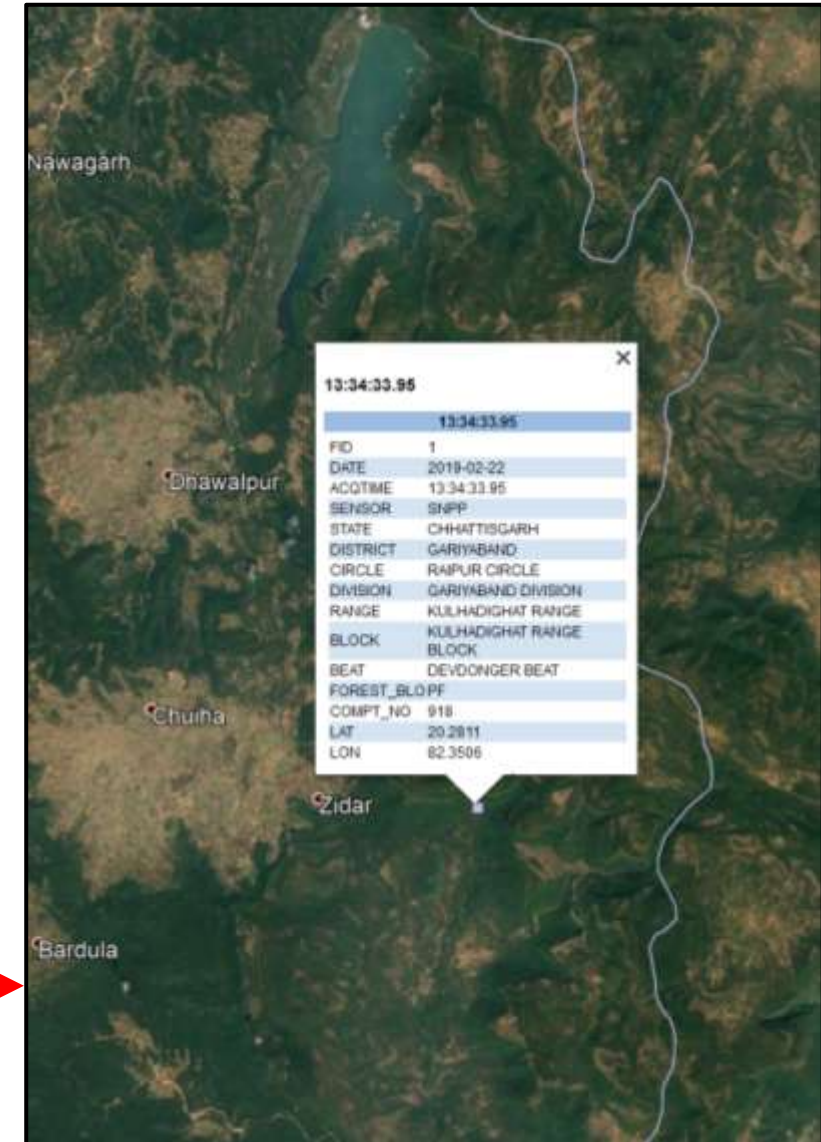 Nawagarh
×
13:34:33.95
13:34:33.95
FID 1
DATE 2019-02-22
ACQTIME 13:34:33.95
SENSOR SNPP
STATE CHHATTISGARH
DISTRICT GARIYABAND
CIRCLE RAIPUR CIRCLE
DIVISION GARIYABAND DIVISION
RANGE KULHADIGHAT RANGE
BLOCK KULHADIGHAT RANGE
BLOCK
BEAT DEVDONGER BEAT
FOREST_BLO PF
COMPT_NO 918
LAT 20.2811
LON 82.3506
Dhawalpur
Chuiha
Zidar
Bardula